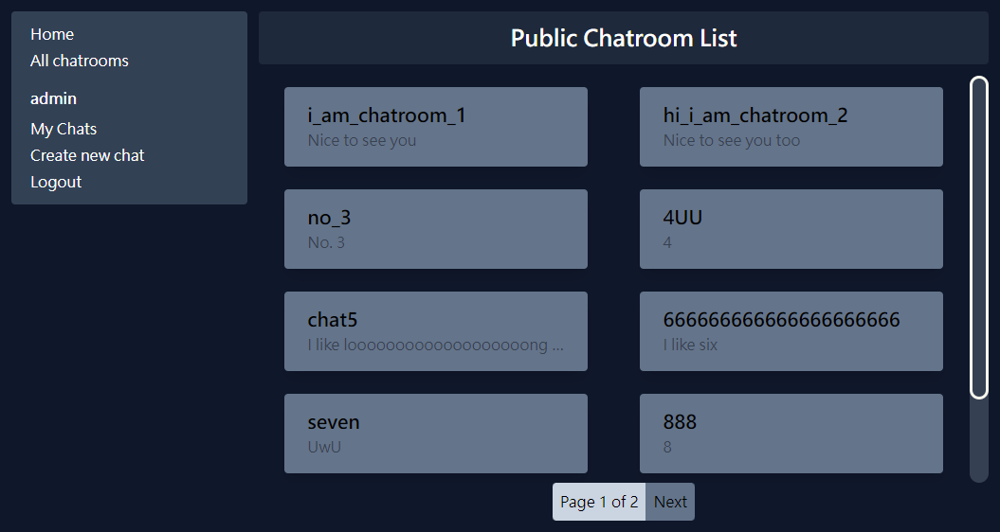 Home
All chatrooms
admin
My Chats
Create new chat
Logout
Public Chatroom List
i_am_chatroom_1
Nice to see you
hi_i_am_chatroom_2
Nice to see you too
no_3
No. 3
4UU
4
chat5
I like looooooooooooooooooong ...
666666666666666666666
I like six
seven
UwU
888
8
Page 1 of 2 Next